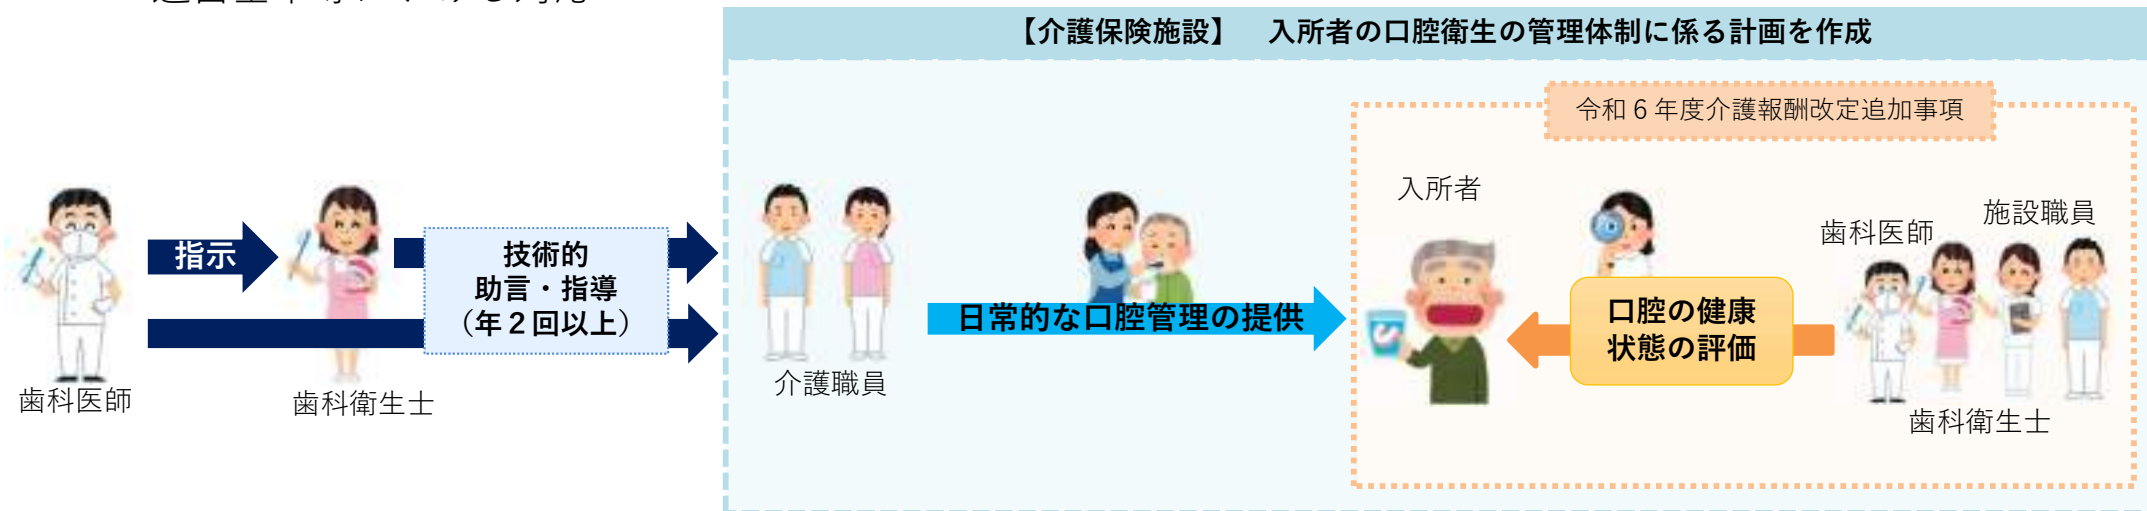 【介護保険施設】　入所者の口腔衛生の管理体制に係る計画を作成
令和６年度介護報酬改定追加事項
指示
技術的
助言・指導
（年２回以上）
歯科医師
歯科衛生士
介護職員
日常的な口腔管理の提供
入所者
口腔の健康
状態の評価
歯科医師
施設職員
歯科衛生士